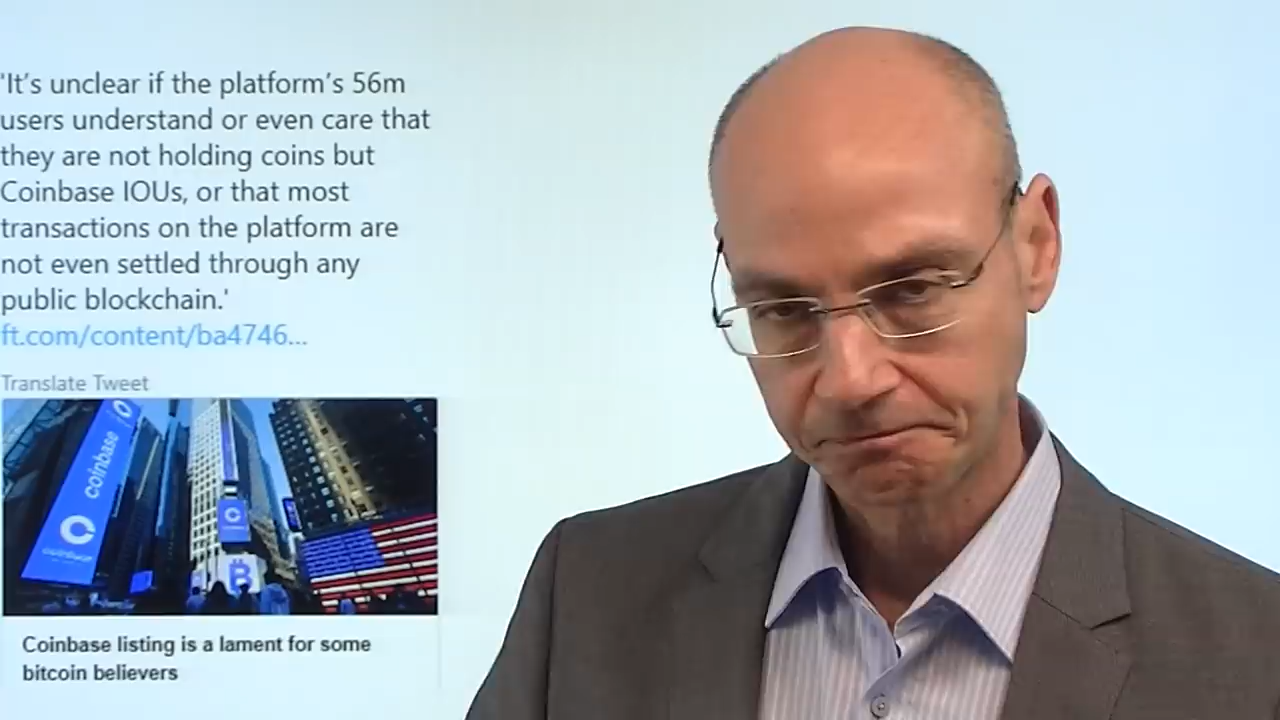 'It's unclear if the platform's 56m
users understand or even care that
they are not holding coins but
Coinbase IOUs, or that most
transactions on the platform are
not even settled through any
public blockchain.'
ft.com/content/ba4746...
Translate Tweet
coinbase
coinbase
Coinbase listing is a lament for some
bitcoin believers